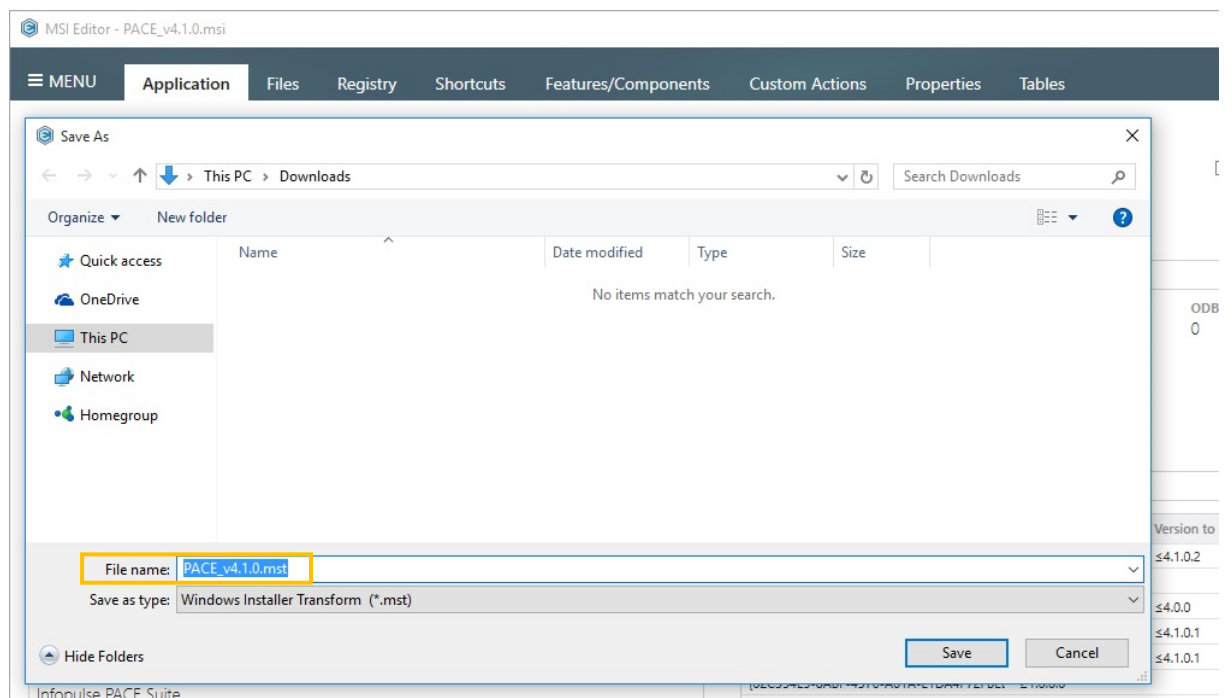 MSI Editor - PACE_v4.1.0.msi
MENU Application Files Registry Shortcuts Features/Components Custom Actions Properties Tables
Save As
This PC > Downloads
Search Downloads
Organize New folder
Name Date modified Type Size
Quick access
No items match your search.
OneDrive
ODB
This PC
0
Network
Homegroup
Version to
≤4.1.0.2
File name: PACE_v4.1.0.mst
Save as type: Windows Installer Transform (*.mst)
≤4.0.0
≤4.1.0.1
Hide Folders Save Cancel
≤4.1.0.1
Infopulse PACE Suite